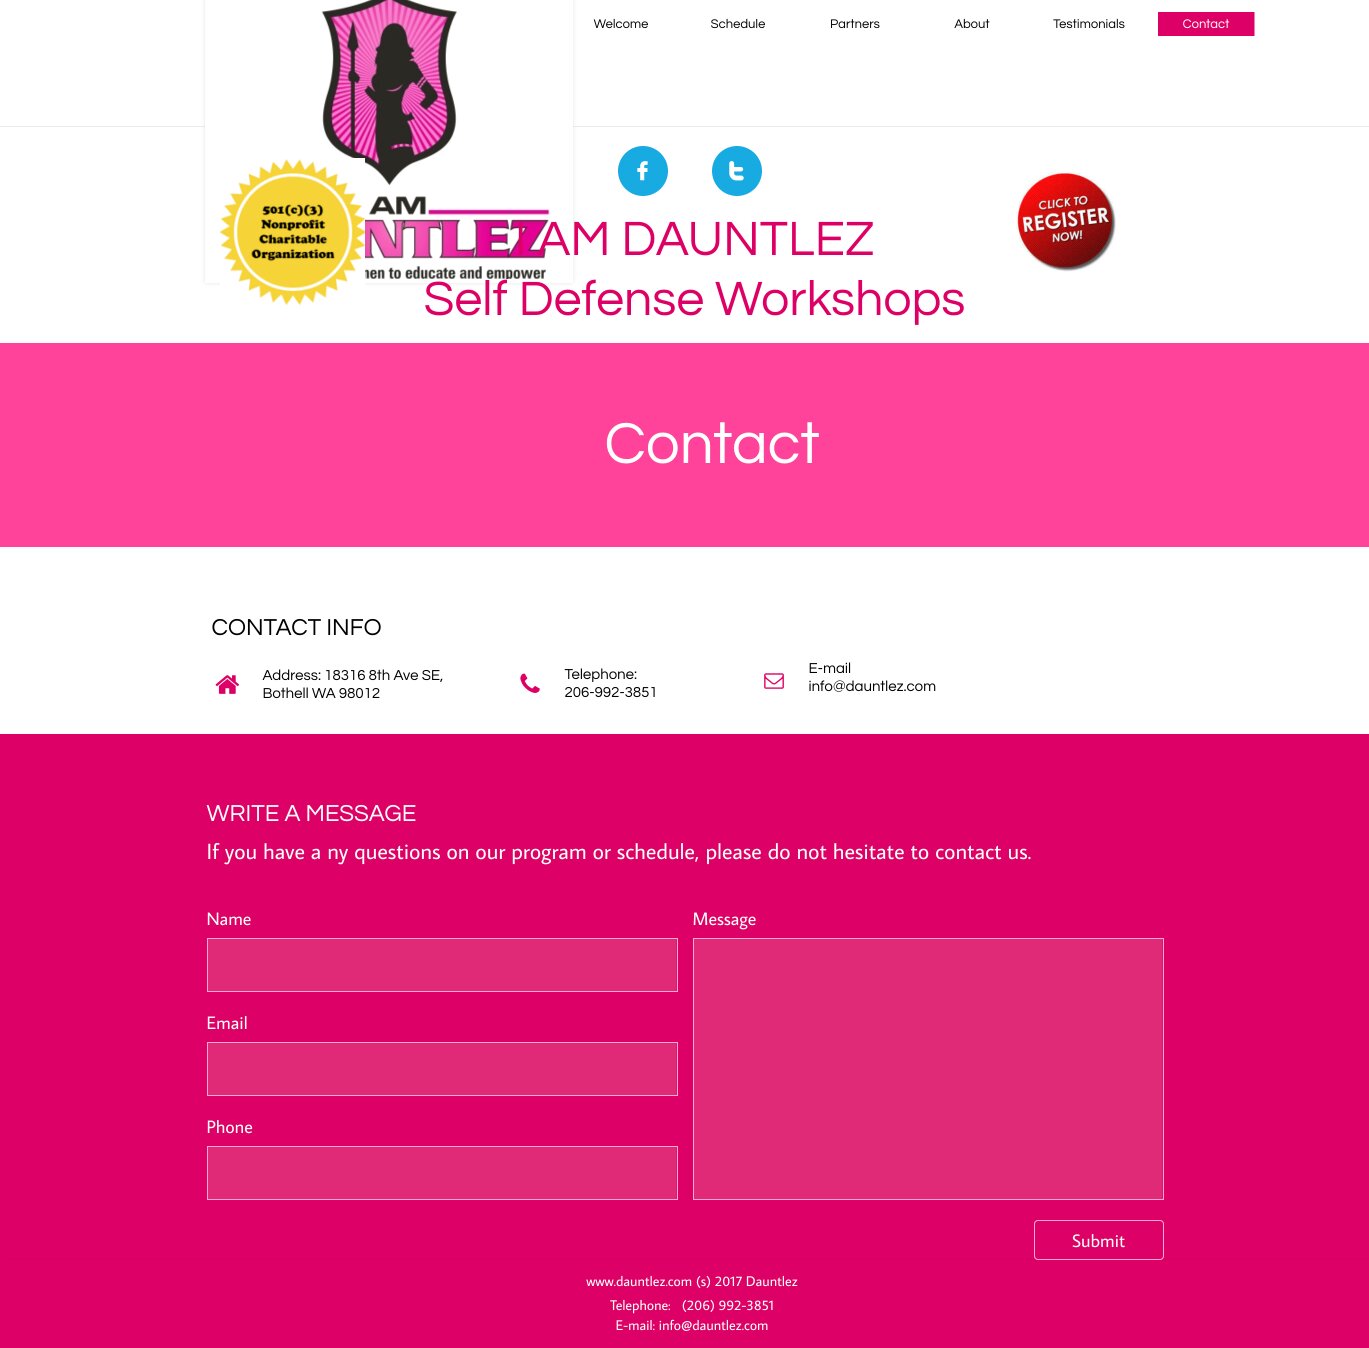 Welcome
Schedule
Partners
About
Testimonials
Contact
501(c)(3)
Nonprofit
Charitable
Organization
AM
NTLEZ
to educate and empower
CLICK TO
REGISTER
NOW!
I AM DAUNTLEZ
Self Defense Workshops
Contact
CONTACT INFO
Address: 18316 8th Ave SE,
Bothell WA 98012
Telephone:
206-992-3851
E-mail
info@dauntlez.com
WRITE A MESSAGE
If you have a ny questions on our program or schedule, please do not hesitate to contact us.
Name
Message
Email
Phone
Submit
www.dauntlez.com (s) 2017 Dauntlez
Telephone: (206) 992-3851
E-mail: info@dauntlez.com